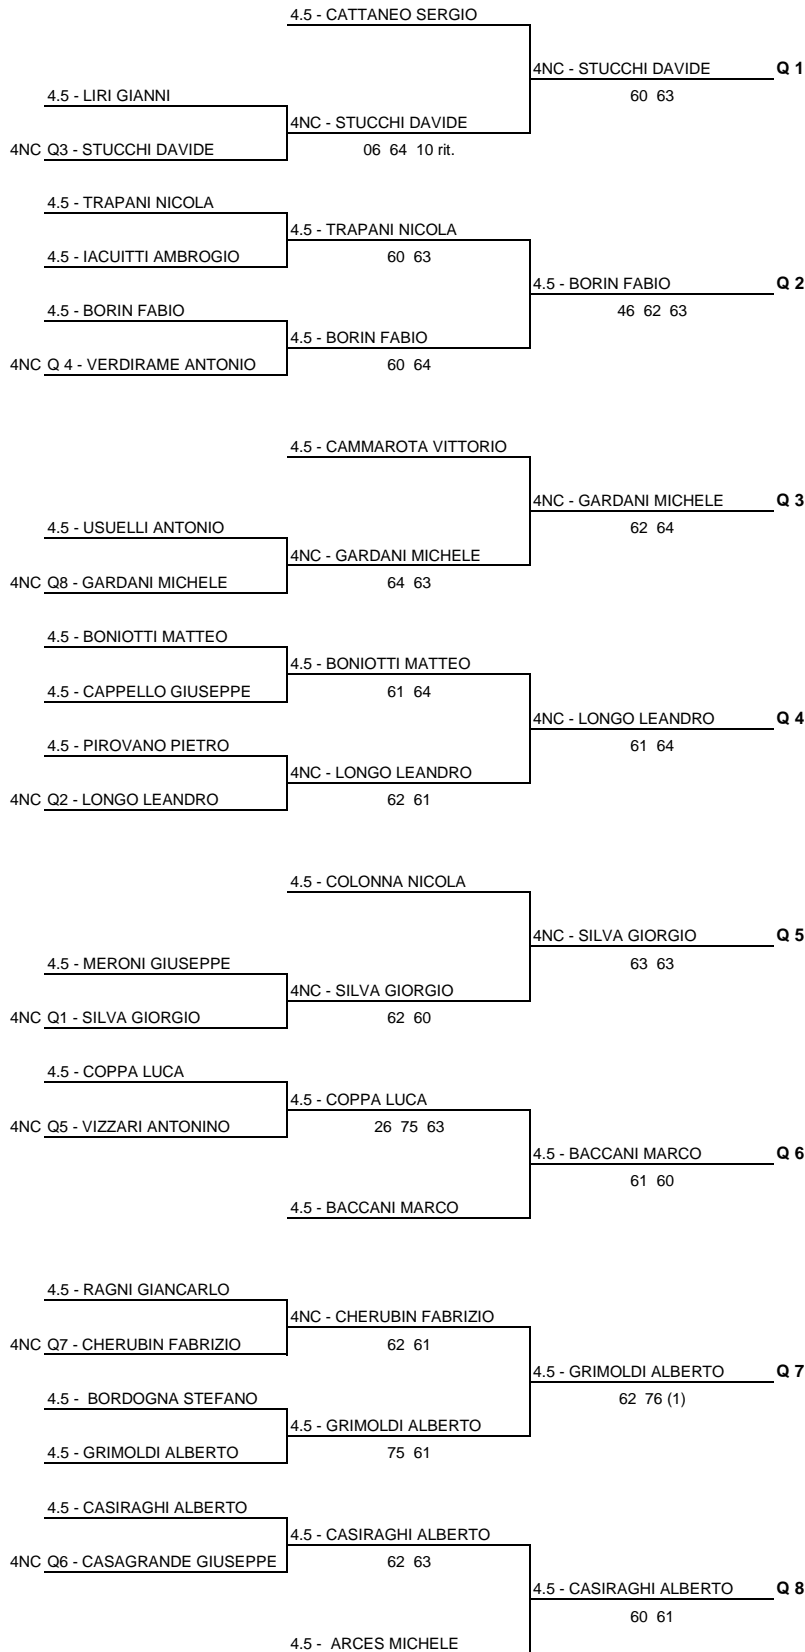 4.5 - CATTANEO SERGIO
4NC - STUCCHI DAVIDE Q 1
4.5 - LIRI GIANNI
60 63
4NC - STUCCHI DAVIDE
4NC Q3 - STUCCHI DAVIDE
06 64 10 rit.
4.5 - TRAPANI NICOLA
4.5 - TRAPANI NICOLA
4.5 - IACUITTI AMBROGIO
60 63
4.5 - BORIN FABIO Q 2
4.5 - BORIN FABIO
46 62 63
4.5 - BORIN FABIO
4NC Q 4 - VERDIRAME ANTONIO
60 64
4.5 - CAMMAROTA VITTORIO
4NC - GARDANI MICHELE Q 3
4.5 - USUELLI ANTONIO
62 64
4NC - GARDANI MICHELE
4NC Q8 - GARDANI MICHELE
64 63
4.5 - BONIOTTI MATTEO
4.5 - BONIOTTI MATTEO
4.5 - CAPPELLO GIUSEPPE
61 64
4NC - LONGO LEANDRO Q 4
4.5 - PIROVANO PIETRO
61 64
4NC - LONGO LEANDRO
4NC Q2 - LONGO LEANDRO
62 61
4.5 - COLONNA NICOLA
4NC - SILVA GIORGIO Q 5
4.5 - MERONI GIUSEPPE
63 63
4NC - SILVA GIORGIO
4NC Q1 - SILVA GIORGIO
62 60
4.5 - COPPA LUCA
4.5 - COPPA LUCA
4NC Q5 - VIZZARI ANTONINO
26 75 63
4.5 - BACCANI MARCO Q 6
61 60
4.5 - BACCANI MARCO
4.5 - RAGNI GIANCARLO
4NC - CHERUBIN FABRIZIO
4NC Q7 - CHERUBIN FABRIZIO
62 61
4.5 - GRIMOLDI ALBERTO Q 7
4.5 - BORDOGNA STEFANO
62 76 (1)
4.5 - GRIMOLDI ALBERTO
4.5 - GRIMOLDI ALBERTO
75 61
4.5 - CASIRAGHI ALBERTO
4.5 - CASIRAGHI ALBERTO
4NC Q6 - CASAGRANDE GIUSEPPE
62 63
4.5 - CASIRAGHI ALBERTO Q 8
60 61
4.5 - ARCES MICHELE